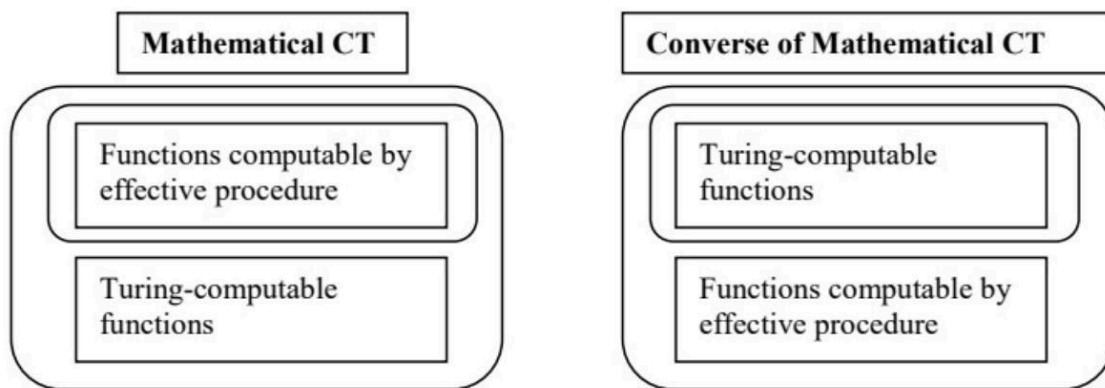 Mathematical CT
Functions computable by
effective procedure
Turing-computable
functions
Converse of Mathematical CT
Turing-computable
functions
Functions computable by
effective procedure